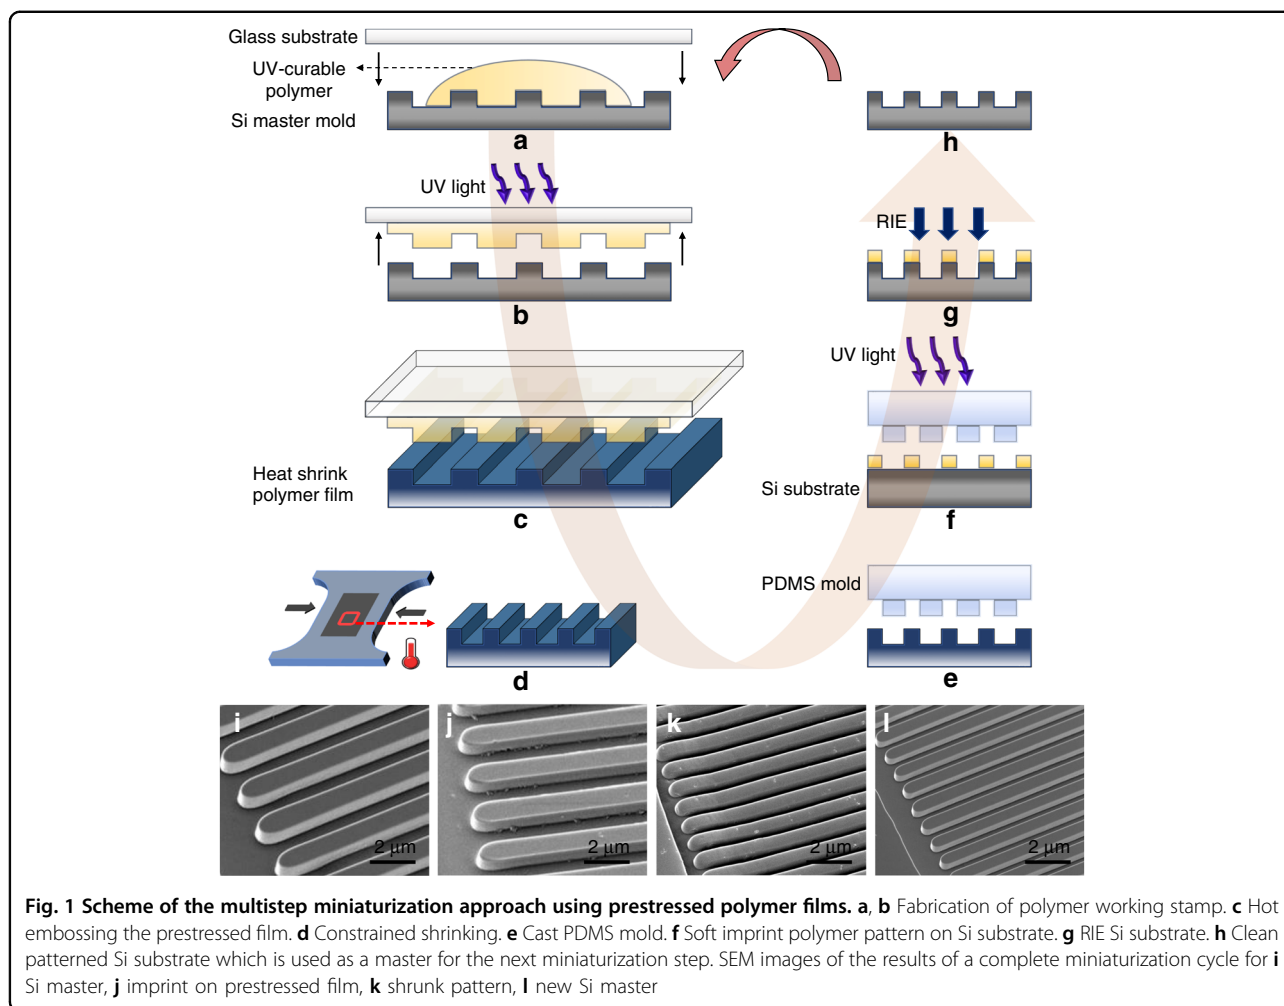 Glass substrate
UV-curable
polymer
Si master mold
a
h
UV light
RIE
b
g
UV light
Heat shrink
polymer film
Si substrate
c
f
PDMS mold
d
e
i
j
k
l
2 μm
2 μm
2 μm
2 μm
Fig. 1 Scheme of the multistep miniaturization approach using prestressed polymer films. a, b Fabrication of polymer working stamp. c Hot
embossing the prestressed film. d Constrained shrinking. e Cast PDMS mold. f Soft imprint polymer pattern on Si substrate. g RIE Si substrate. h Clean
patterned Si substrate which is used as a master for the next miniaturization step. SEM images of the results of a complete miniaturization cycle for i
Si master, j imprint on prestressed film, k shrunk pattern, l new Si master